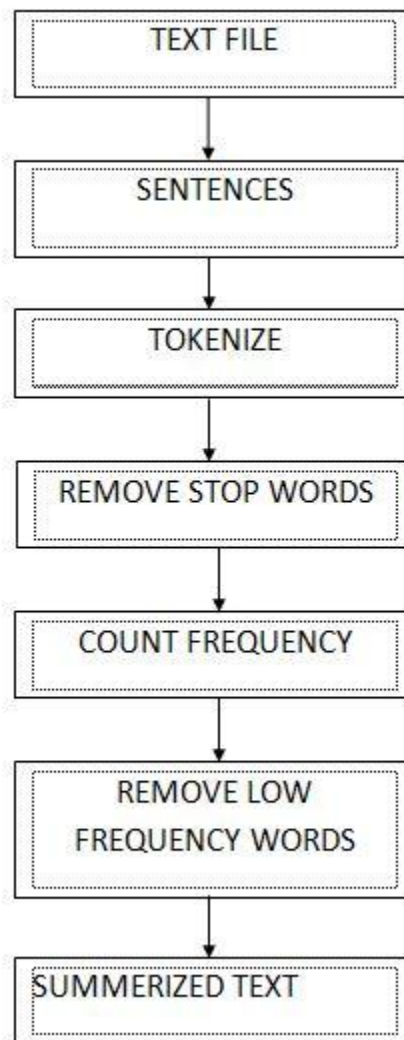 TEXT FILE
SENTENCES
TOKENIZE
REMOVE STOP WORDS
COUNT FREQUENCY
REMOVE LOW
FREQUENCY WORDS
SUMMERIZED TEXT